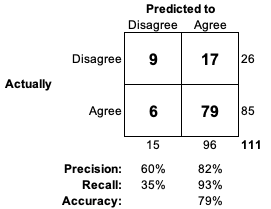 Predicted to
Disagree Agree
Disagree 9 17 26
Actually
Agree 6 79 85
15 96 111
Precision: 60% 82%
Recall: 35% 93%
Accuracy: 79%